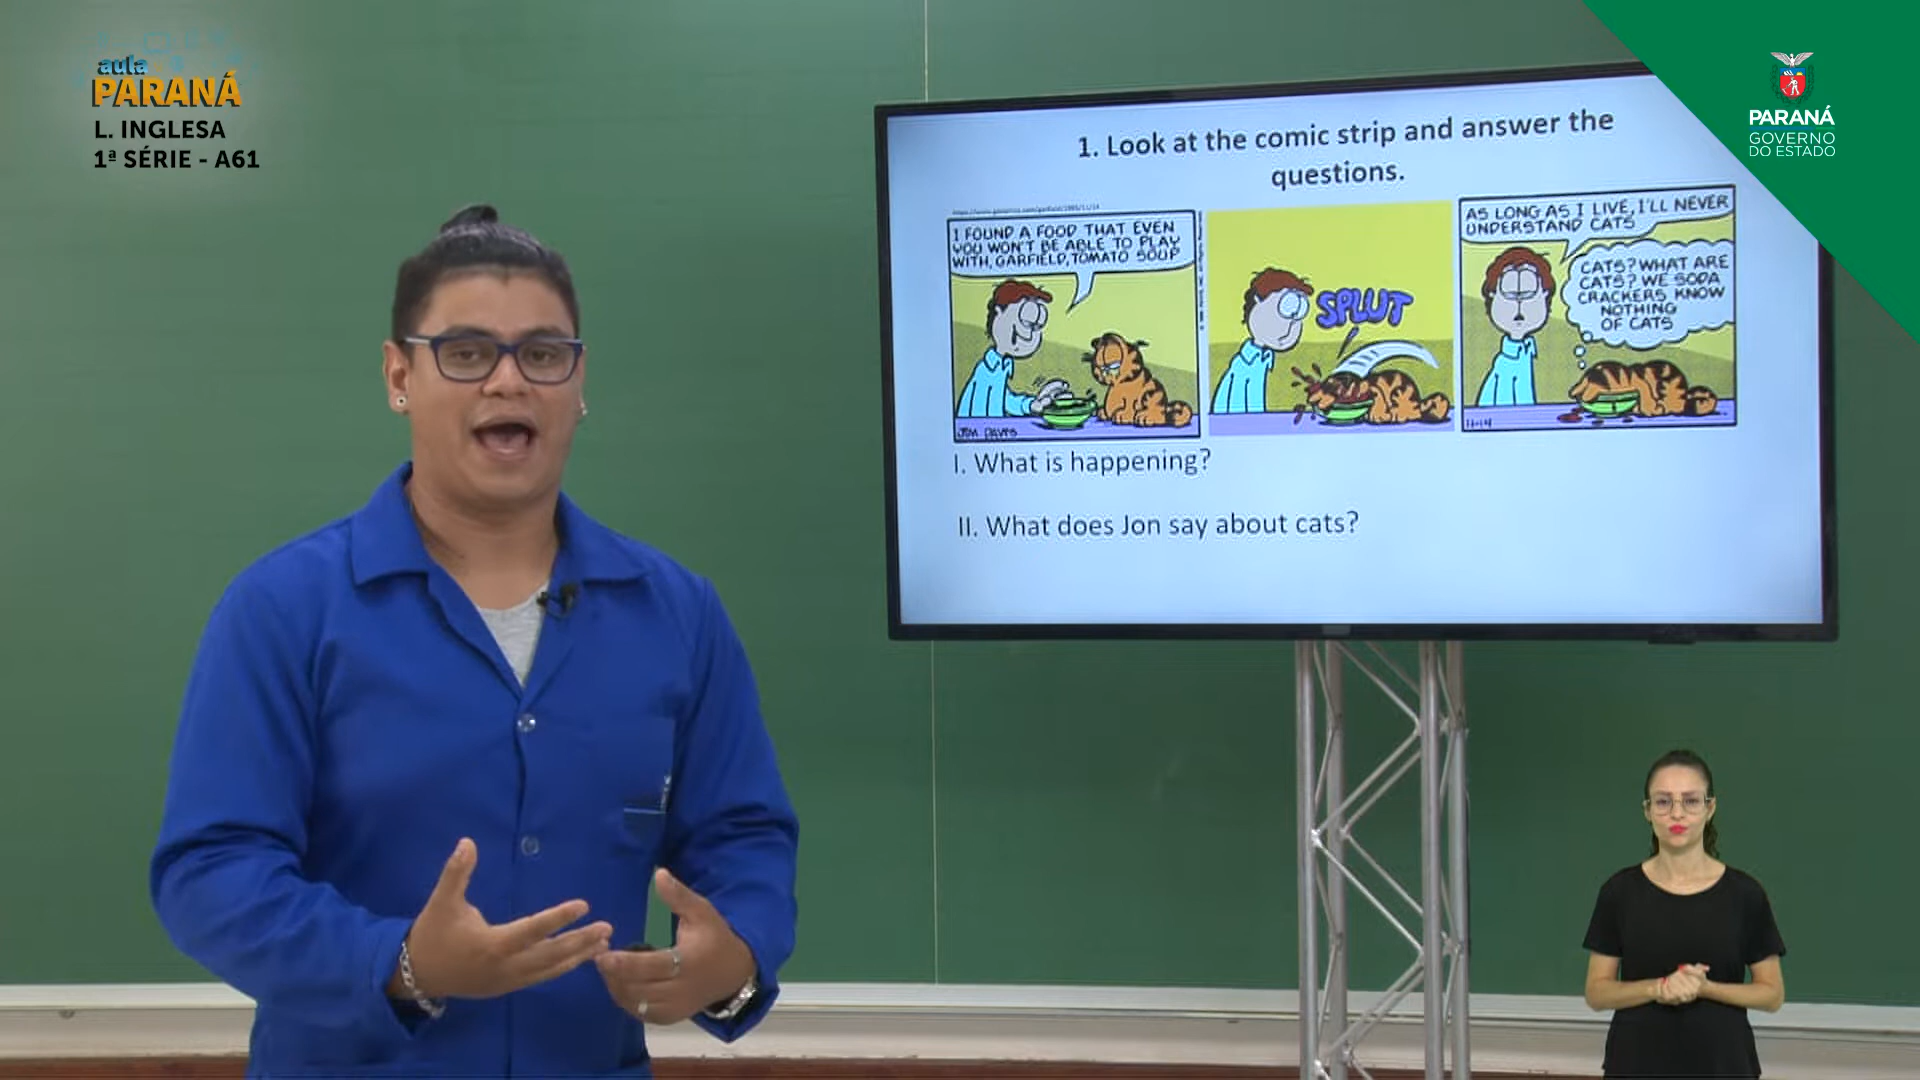 aula
PARANÁ
L. INGLESA
1ª SÉRIE - A61
PARANÁ
GOVERNO
DO ESTADO
1. Look at the comic strip and answer the
questions.
I FOUND A FOOD THAT EVEN
YOU WON'T BE ABLE TO PLAY
WITH, GARFIELD, TOMATO SOUP
JIM DAVIS
SPLUT
AS LONG AS I LIVE, I'LL NEVER
UNDERSTAND CATS
CATS? WHAT ARE
CATS? WE SODA
CRACKERS KNOW
NOTHING
OF CATS
11-14
I. What is happening?
II. What does Jon say about cats?